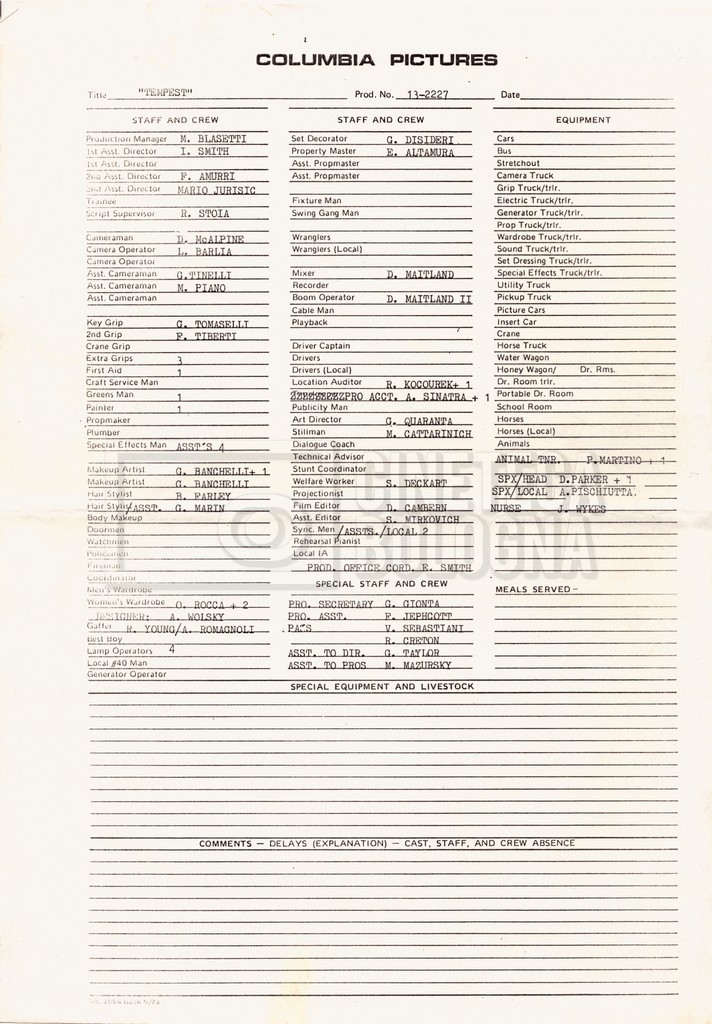 COLUMBIA PICTURES
Title "TEMPEST" Prod. No. 13-2227 Date
STAFF AND CREW
Production Manager M. BLASETTI
1st Asst. Director I. SMITH
1st Asst. Director
2nd Asst. Director F. AMURRI
2nd Asst. Director MARIO JURISIC
Trainee
Script Supervisor R. STOIA
Cameraman D. McALPINE
Camera Operator L. BARLIA
Camera Operator
Asst. Cameraman G.TINELLI
Asst. Cameraman M. PIANO
Asst. Cameraman
Key Grip G. TOMASELLI
2nd Grip F. TIBERTI
Crane Grip
Extra Grips 3
First Aid 1
Craft Service Man
Greens Man 1
Painter 1
Propmaker
Plumber
Special Effects Man ASST'S 4
Makeup Artist G. BANCHELLI+ 1
Makeup Artist G. BANCHELLI
Hair Stylist B. FARLEY
Hair Stylis/ASST. G. MARIN
Body Makeup
Doormen
Watchmen
Policemen
Fireman
Coordinator
Men's Wardrobe
Women's Wardrobe O. ROCCA + 2
DESIGNER: A. WOLSKY
Gaffer R. YOUNG/A. ROMAGNOLI
Best Boy
Lamp Operators 4
Local #40 Man
Generator Operator
STAFF AND CREW
Set Decorator G. DISIDERI
Property Master E. ALTAMURA
Asst. Propmaster
Asst. Propmaster
Fixture Man
Swing Gang Man
Wranglers
Wranglers (Local)
Mixer D. MAITLAND
Recorder
Boom Operator D. MAITLAND II
Cable Man
Playback
Driver Captain
Drivers
Drivers (Local)
Location Auditor R. KOCOUREK+ 1
PRO ACCT. A. SINATRA + 1
Publicity Man
Art Director G. QUARANTA
Stillman M. CATTARINICH
Dialogue Coach
Technical Advisor
Stunt Coordinator
Welfare Worker S. DECKART
Projectionist
Film Editor D. CAMBERN
Asst. Editor S. MIRKOVICH
Sync. Men /ASSTS./LOCAL 2
Rehearsal Pianist
Local IA
PROD. OFFICE CORD. E. SMITH
SPECIAL STAFF AND CREW
PRO. SECRETARY G. GIONTA
PRO. ASST. F. JEPHCOTT
PA'S V. SEBASTIANI
R. CRETON
ASST. TO DIR. G. TAYLOR
ASST. TO PROS M. MAZURSKY
EQUIPMENT
Cars
Bus
Stretchout
Camera Truck
Grip Truck/trlr.
Electric Truck/trlr.
Generator Truck/trlr.
Prop Truck/trlr.
Wardrobe Truck/trlr.
Sound Truck/trlr.
Set Dressing Truck/trlr.
Special Effects Truck/trlr.
Utility Truck
Pickup Truck
Picture Cars
Insert Car
Crane
Horse Truck
Water Wagon
Honey Wagon/ Dr. Rms.
Dr. Room trlr.
Portable Dr. Room
School Room
Horses
Horses (Local)
Animals
ANIMAL TNR. P.MARTINO + 1
SPX/HEAD D.PARKER + 1
SPX/LOCAL A.PISCHIUTTA.
NURSE J. WYKES
MEALS SERVED –
SPECIAL EQUIPMENT AND LIVESTOCK
COMMENTS — DELAYS (EXPLANATION) — CAST, STAFF, AND CREW ABSENCE
CINETECA
BOLOGNA